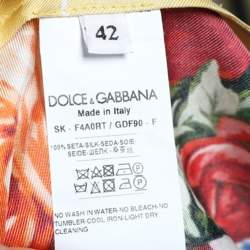 42
DOLCE & GABBANA
Made in Italy
SK - F4A0RT / GDF90 - F
100% SETA-SILK-SEDA-SOIE
SEIDE-ШЕЛК-
NO WASH IN WATER-NO BLEACH-NO
TUMBLER COOL IRON-LIGHT DRY
CLEANING